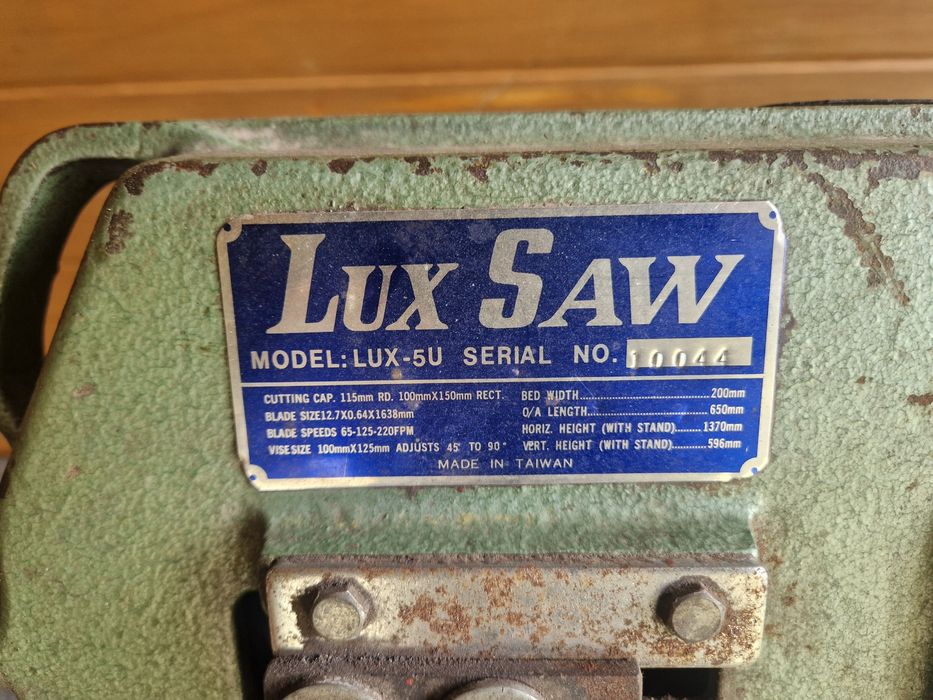 LUX SAW
MODEL: LUX-5U SERIAL NO. 10044
CUTTING CAP. 115mm RD. 100mmX150mm RECT.
BLADE SIZE12.7X0.64X1638mm
BLADE SPEEDS 65-125-220FPM
VISE SIZE 100mmX125mm ADJUSTS 45° TO 90°
BED WIDTH..............................200mm
O/A LENGTH..............................650mm
HORIZ. HEIGHT (WITH STAND).......1370mm
VERT. HEIGHT (WITH STAND).........596mm
MADE IN TAIWAN